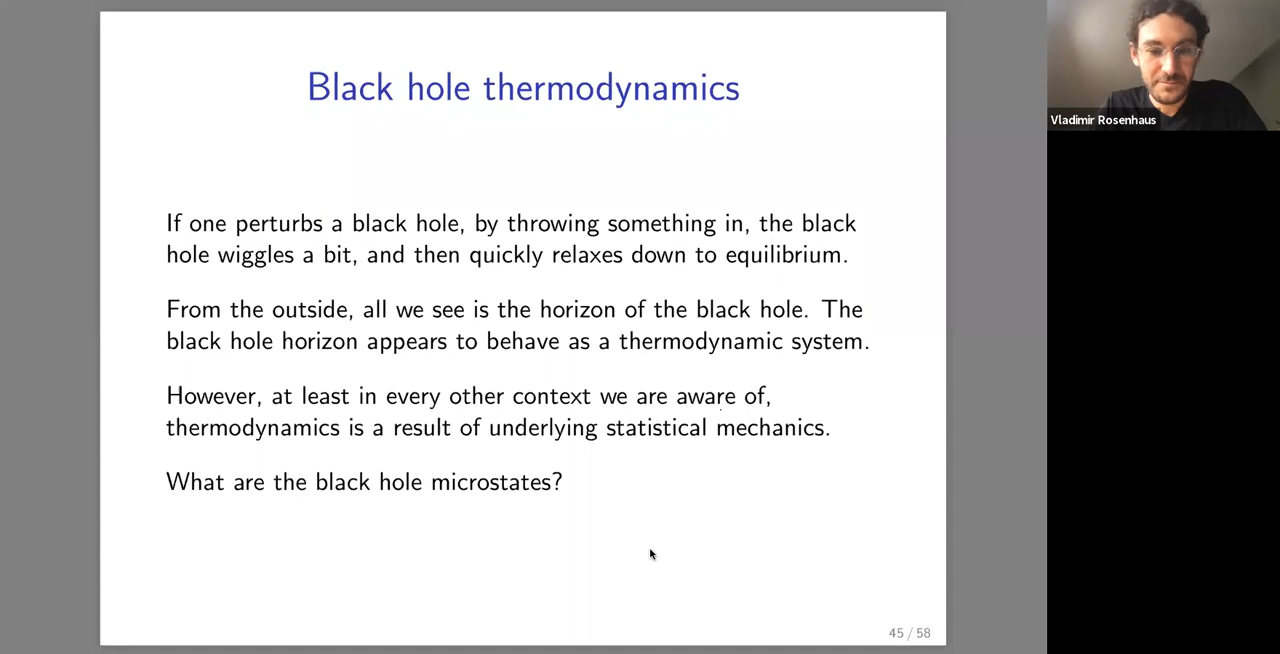 Black hole thermodynamics
If one perturbs a black hole, by throwing something in, the black
hole wiggles a bit, and then quickly relaxes down to equilibrium.
From the outside, all we see is the horizon of the black hole. The
black hole horizon appears to behave as a thermodynamic system.
However, at least in every other context we are aware of,
thermodynamics is a result of underlying statistical mechanics.
What are the black hole microstates?
45 / 58
Vladimir Rosenhaus